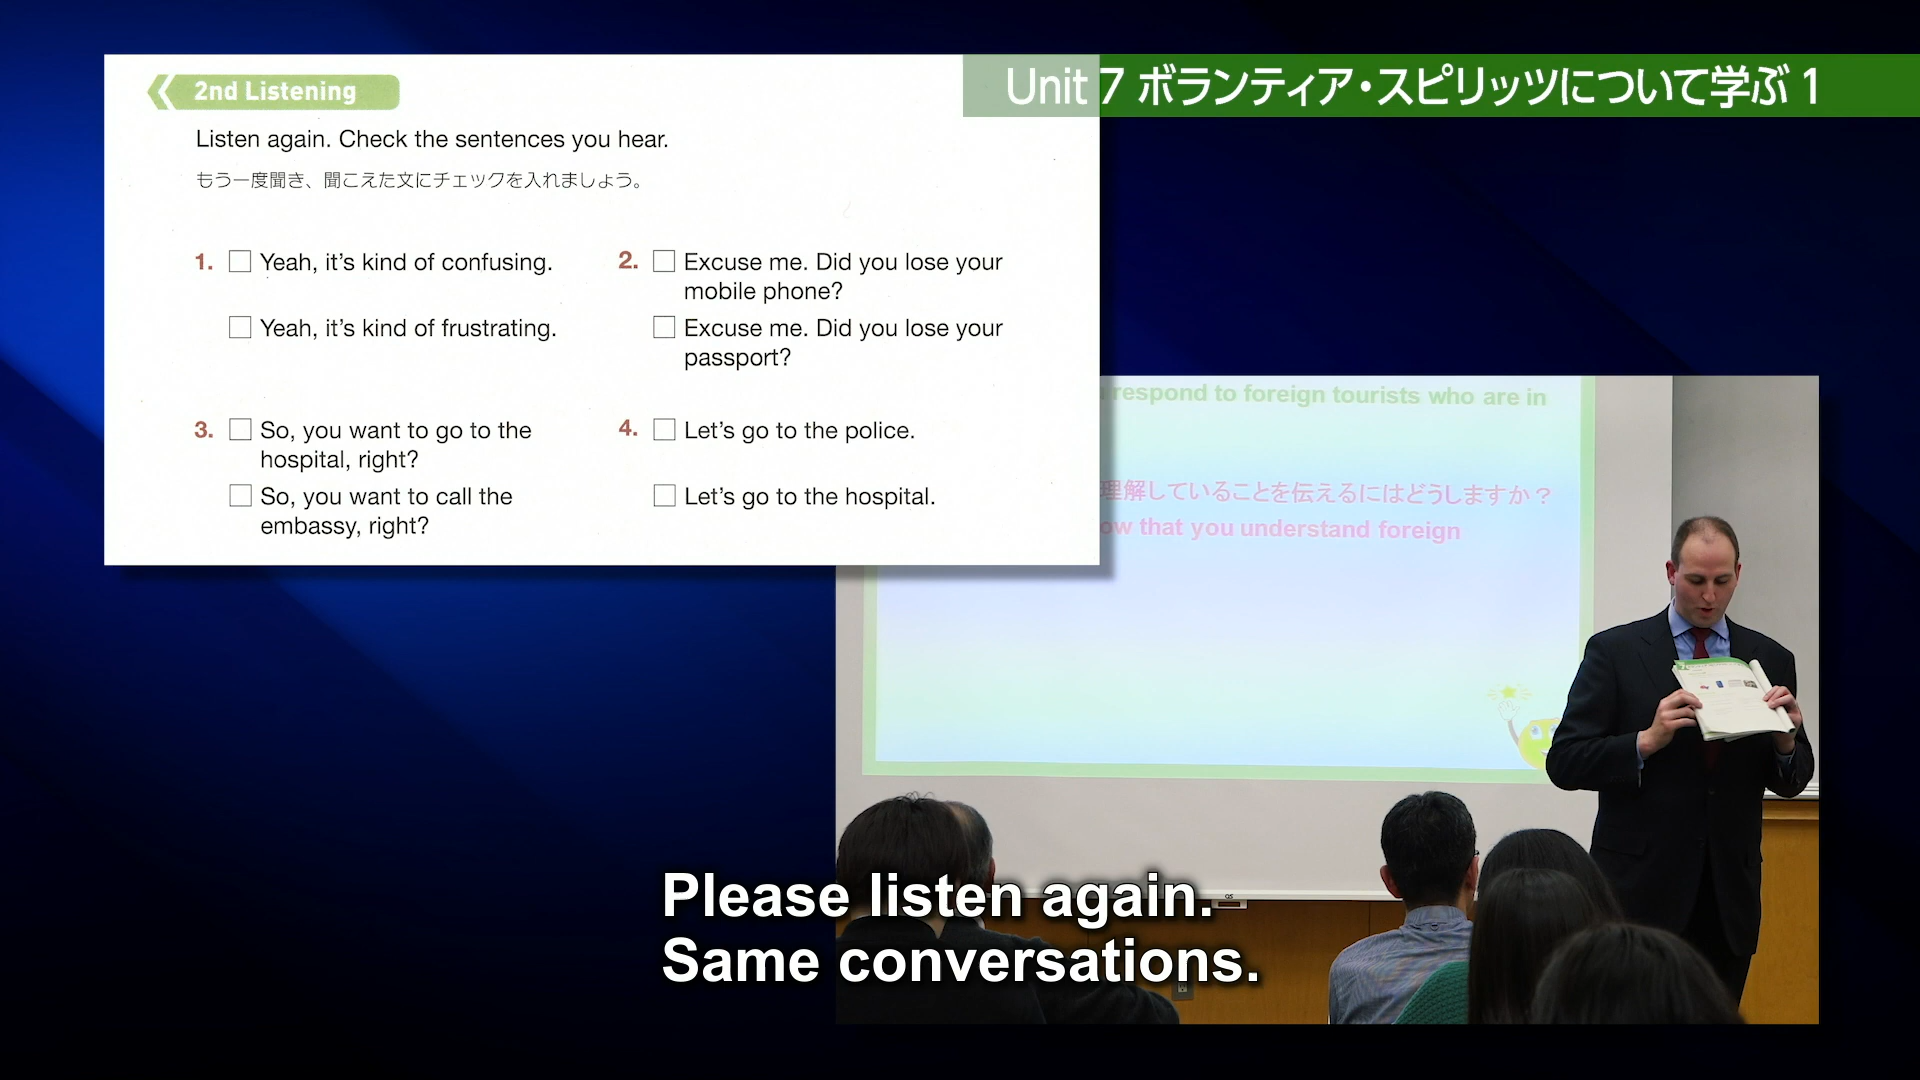 Unit 7 ボランティア・スピリッツについて学ぶ 1
2nd Listening
Listen again. Check the sentences you hear.
もう一度聞き、聞こえた文にチェックを入れましょう。
1. Yeah, it's kind of confusing.
Yeah, it's kind of frustrating.
2. Excuse me. Did you lose your
mobile phone?
Excuse me. Did you lose your
passport?
3. So, you want to go to the
hospital, right?
So, you want to call the
embassy, right?
4. Let's go to the police.
Let's go to the hospital.
respond to foreign tourists who are in
理解していることを伝えるにはどうしますか？
that you understand foreign
Please listen again.
Same conversations.